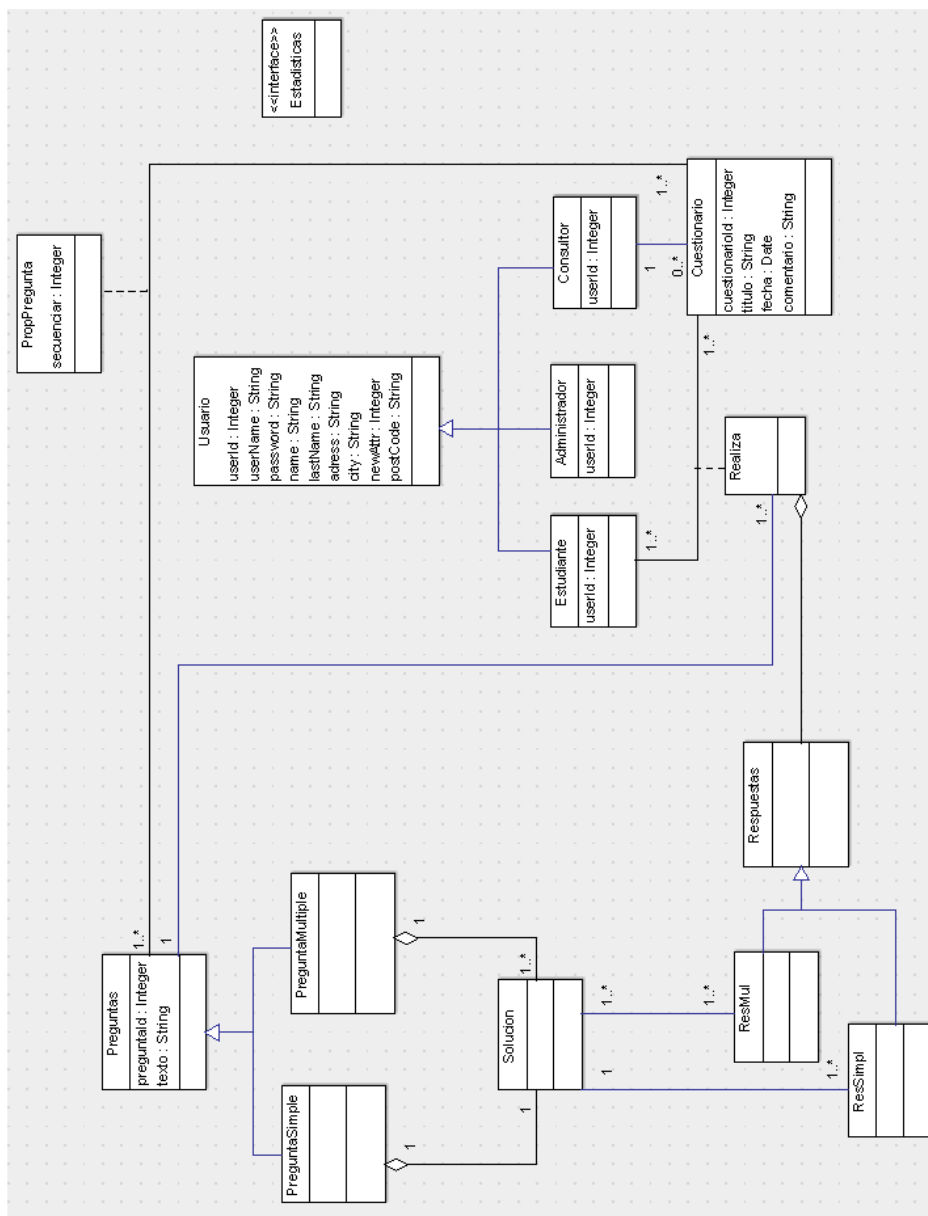 PropPregunta
secuenciar : Integer
Preguntas
preguntaId : Integer
texto : String
1..*
1
Usuario
userId : Integer
userName : String
password : String
name : String
lastName : String
adress : String
city : String
newAttr : Integer
postCode : String
<<interface>>
Estadisticas
PreguntaSimple
PreguntaMultiple
1
1
1
1..*
Solucion
1
1..*
Estudiante
userId : Integer
Administrador
userId : Integer
Consultor
userId : Integer
1..*
1
0..*
1..*
1..*
Cuestionario
cuestionarioId : Integer
titulo : String
fecha : Date
comentario : String
Realiza
1..*
Respuestas
1..*
ResMul
1..*
ResSimpl